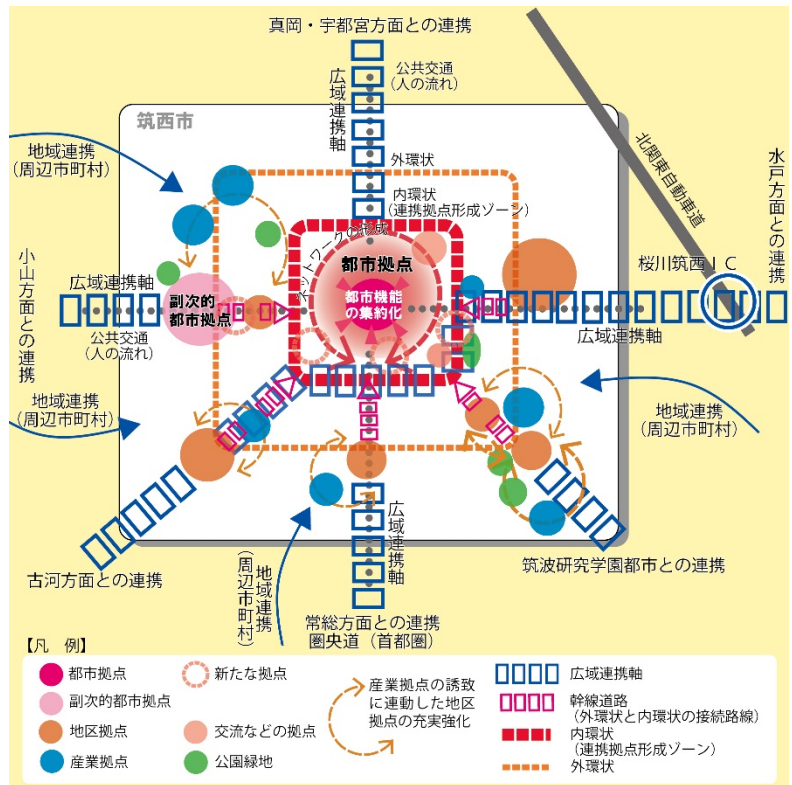 真岡・宇都宮方面との連携
公共交通
(人の流れ)
広域連携軸
筑西市
地域連携
(周辺市町村)
外環状
内環状
(連携拠点形成ゾーン)
北関東自動車道
水戸方面との連携
ネットワークの形成
都市拠点
都市機能
の集約化
桜川筑西IC
小山方面との連携
広域連携軸
副次的
都市拠点
公共交通
(人の流れ)
広域連携軸
地域連携
(周辺市町村)
地域連携
(周辺市町村)
広域連携軸
古河方面との連携
地域連携
(周辺市町村)
筑波研究学園都市との連携
常総方面との連携
圏央道(首都圏)
【凡 例】
都市拠点
新たな拠点
副次的都市拠点
地区拠点
交流などの拠点
産業拠点
公園緑地
産業拠点の誘致
に連動した地区
拠点の充実強化
広域連携軸
幹線道路
(外環状と内環状の接続路線)
内環状
(連携拠点形成ゾーン)
外環状